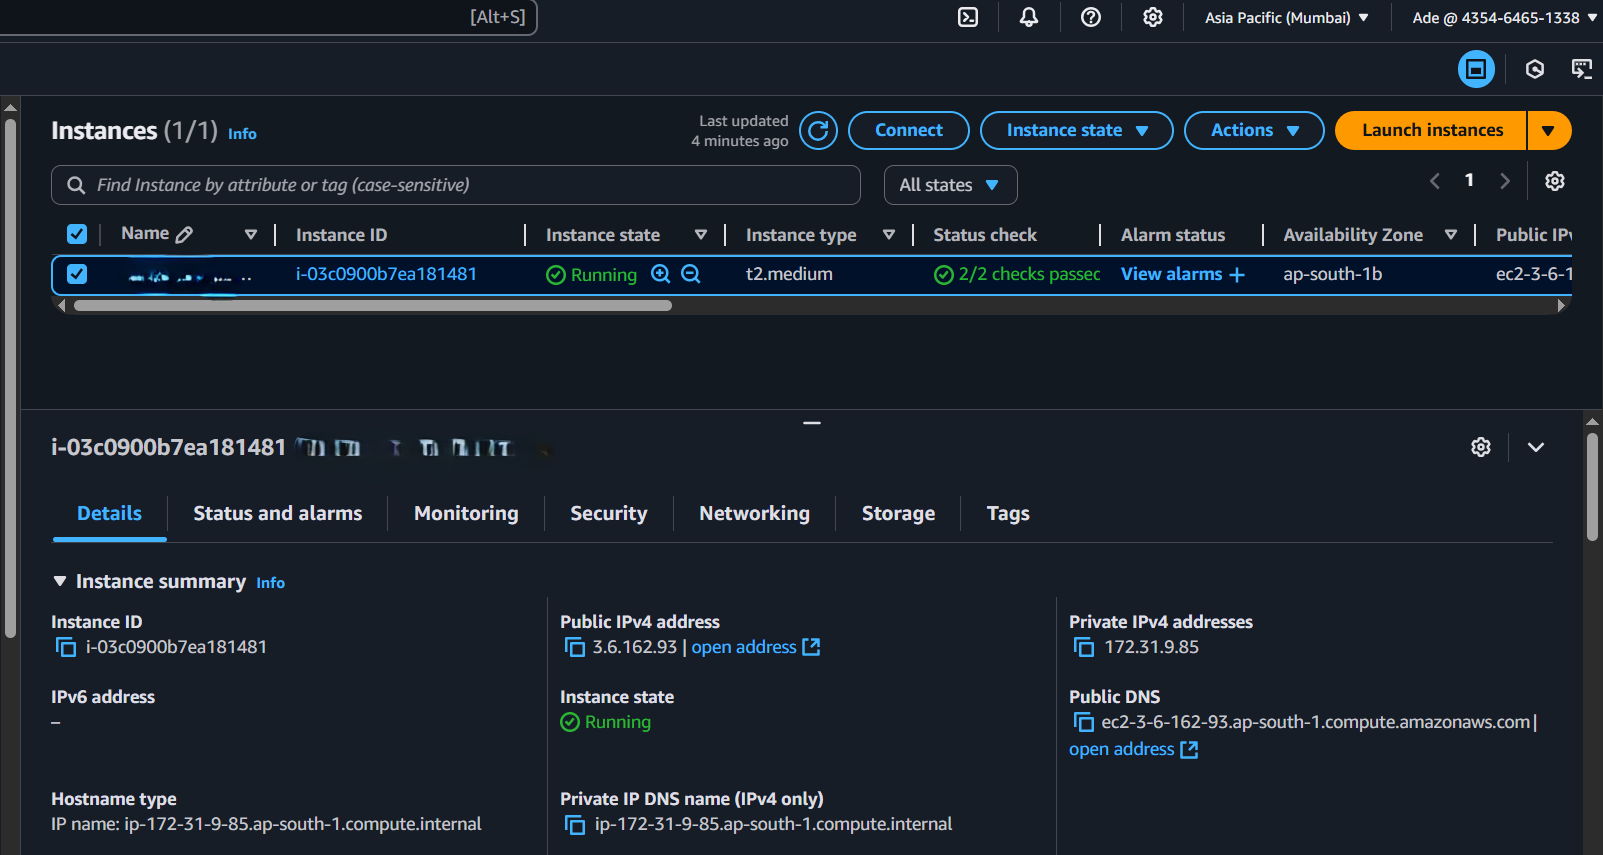 [Alt+S]
Asia Pacific (Mumbai)
Ade @ 4354-6465-1338
Instances (1/1) Info
Last updated
4 minutes ago
Connect
Instance state
Actions
Launch instances
Find Instance by attribute or tag (case-sensitive)
All states
1
Name
Instance ID
Instance state
Instance type
Status check
Alarm status
Availability Zone
Public IPv
i-03c0900b7ea181481
Running
t2.medium
2/2 checks passec
View alarms +
ap-south-1b
ec2-3-6-1
i-03c0900b7ea181481
Details
Status and alarms
Monitoring
Security
Networking
Storage
Tags
Instance summary Info
Instance ID
i-03c0900b7ea181481
Public IPv4 address
3.6.162.93 | open address
Private IPv4 addresses
172.31.9.85
IPv6 address
–
Instance state
Running
Public DNS
ec2-3-6-162-93.ap-south-1.compute.amazonaws.com |
open address
Hostname type
IP name: ip-172-31-9-85.ap-south-1.compute.internal
Private IP DNS name (IPv4 only)
ip-172-31-9-85.ap-south-1.compute.internal